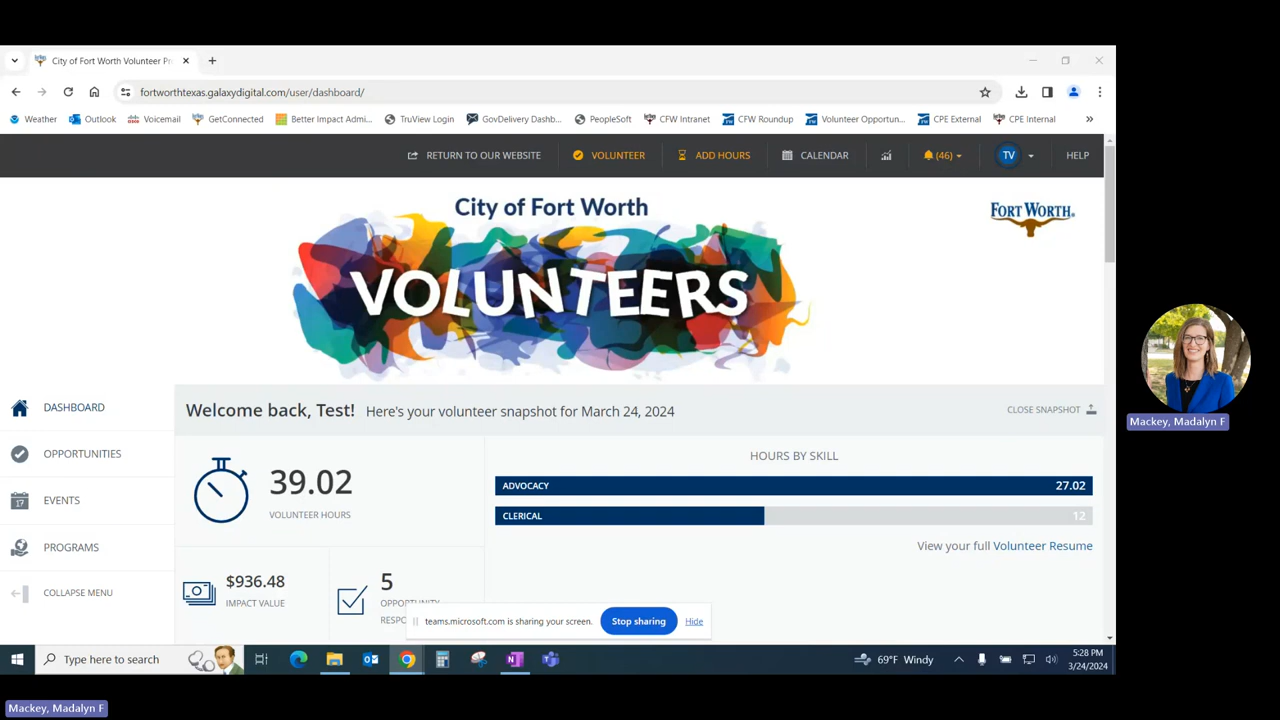 City of Fort Worth Volunteer Pr
fortworthtexas.galaxydigital.com/user/dashboard/
Weather Outlook Voicemail GetConnected Better Impact Admi... TruView Login GovDelivery Dashb... PeopleSoft CFW Intranet CFW Roundup Volunteer Opportun... CPE External CPE Internal »
RETURN TO OUR WEBSITE VOLUNTEER ADD HOURS CALENDAR (46) TV HELP
City of Fort Worth
VOLUNTEERS
FORT WORTH®
DASHBOARD
OPPORTUNITIES
EVENTS
17
PROGRAMS
COLLAPSE MENU
Welcome back, Test! Here's your volunteer snapshot for March 24, 2024
CLOSE SNAPSHOT
39.02
VOLUNTEER HOURS
HOURS BY SKILL
ADVOCACY 27.02
CLERICAL 12
View your full Volunteer Resume
$936.48
IMPACT VALUE
5
OPPORTUNITY
RESPO
teams.microsoft.com is sharing your screen. Stop sharing Hide
Type here to search
69°F Windy
5:28 PM
3/24/2024
Mackey, Madalyn F
Mackey, Madalyn F